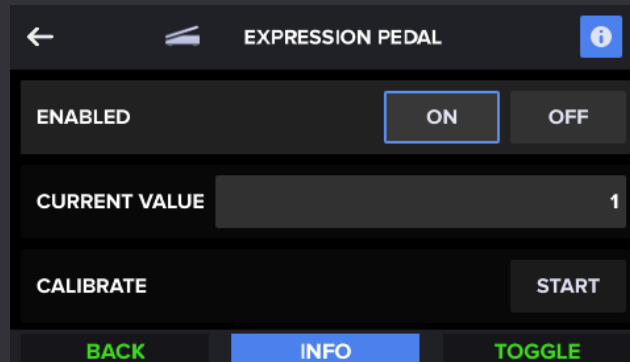 EXPRESSION PEDAL
i
ENABLED ON OFF
CURRENT VALUE 1
CALIBRATE START
BACK INFO TOGGLE